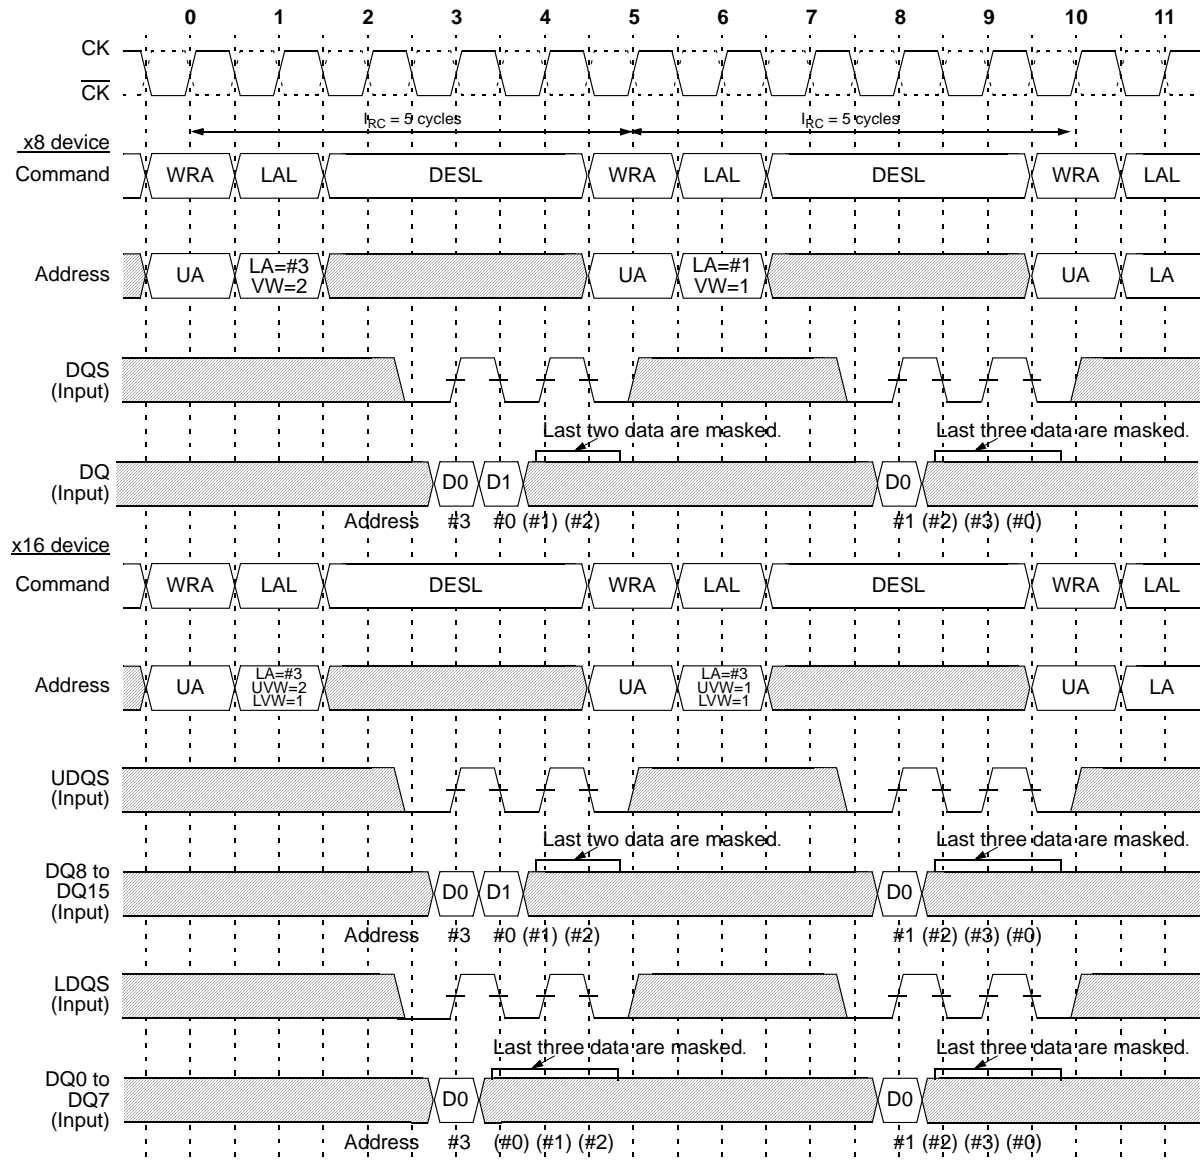 0 1 2 3 4 5 6 7 8 9 10 11
CK
CK
IRC = 5 cycles IRC = 5 cycles
x8 device
Command WRA LAL DESL WRA LAL DESL WRA LAL
Address UA LA=#3 VW=2 UA LA=#1 VW=1 UA LA
DQS
(Input)
Last two data are masked. Last three data are masked.
DQ
(Input)
D0 D1 D0
Address #3 #0 (#1) (#2) #1 (#2) (#3) (#0)
x16 device
Command WRA LAL DESL WRA LAL DESL WRA LAL
Address UA LA=#3 UVW=2 LVW=1 UA LA=#3 UVW=1 LVW=1 UA LA
UDQS
(Input)
Last two data are masked. Last three data are masked.
DQ8 to
DQ15
(Input)
D0 D1 D0
Address #3 #0 (#1) (#2) #1 (#2) (#3) (#0)
LDQS
(Input)
Last three data are masked. Last three data are masked.
DQ0 to
DQ7
(Input)
D0 D0
Address #3 (#0) (#1) (#2) #1 (#2) (#3) (#0)